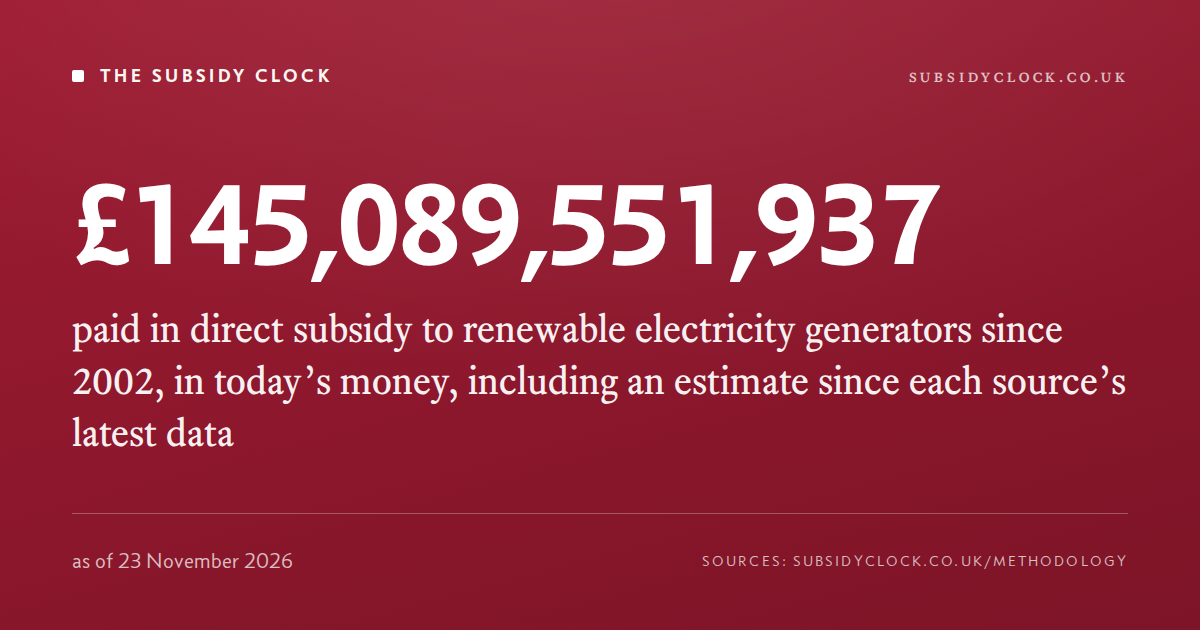 THE SUBSIDY CLOCK
SUBSIDYCLOCK.CO.UK
£145,089,551,937
paid in direct subsidy to renewable electricity generators since
2002, in today’s money, including an estimate since each source’s
latest data
as of 23 November 2026
SOURCES: SUBSIDYCLOCK.CO.UK/METHODOLOGY